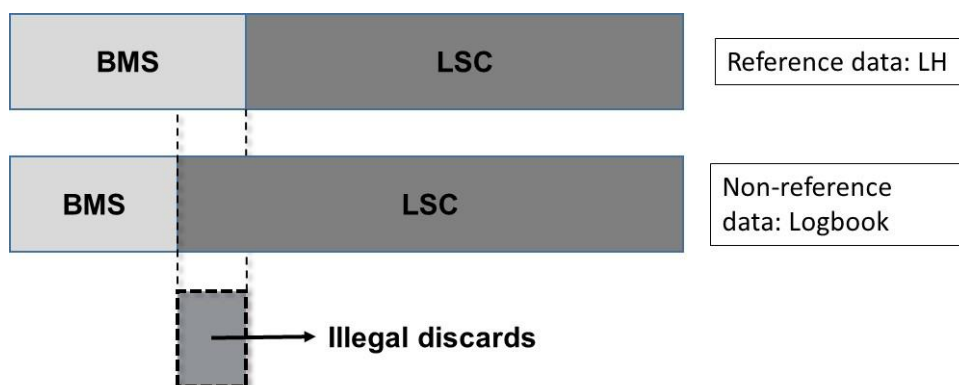 BMS LSC
Reference data: LH
BMS LSC
Non-reference
data: Logbook
Illegal discards